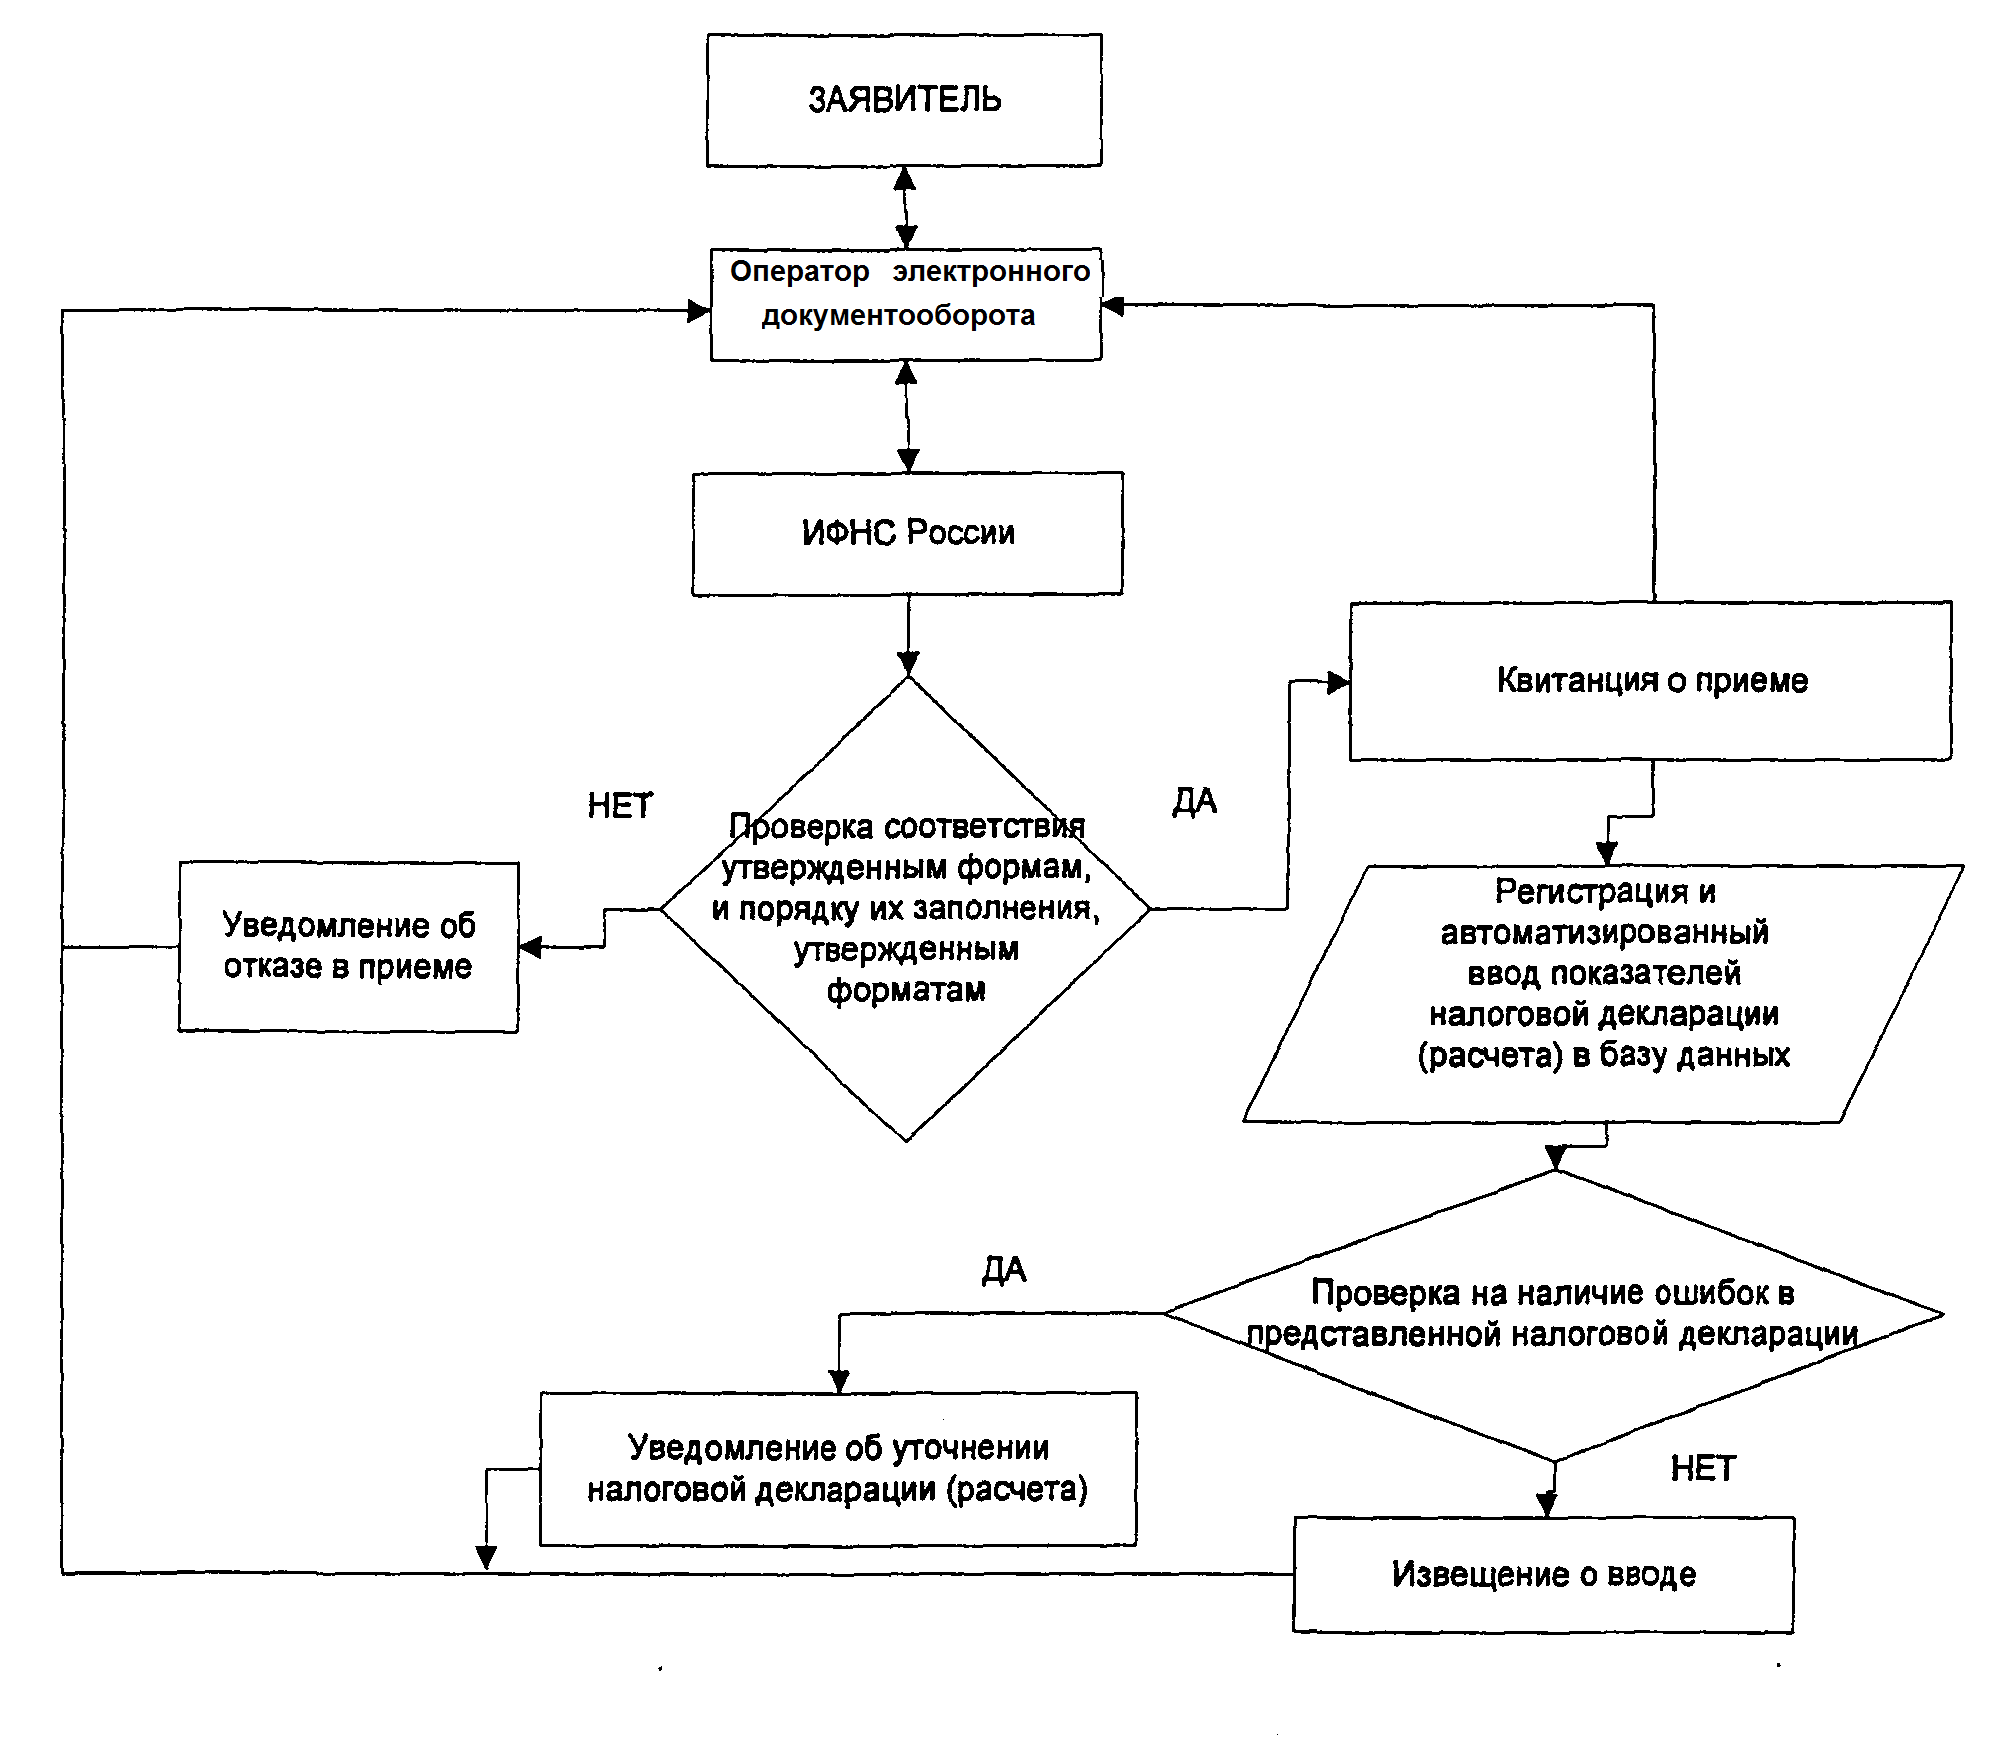 ЗАЯВИТЕЛЬ
Оператор электронного
документооборота
ИФНС России
Квитанция о приеме
НЕТ
ДА
Проверка соответствия
утвержденным формам,
и порядку их заполнения,
утвержденным
форматам
Уведомление об
отказе в приеме
Регистрация и
автоматизированный
ввод показателей
налоговой декларации
(расчета) в базу данных
ДА
Проверка на наличие ошибок в
представленной налоговой декларации
Уведомление об уточнении
налоговой декларации (расчета)
НЕТ
Извещение о вводе